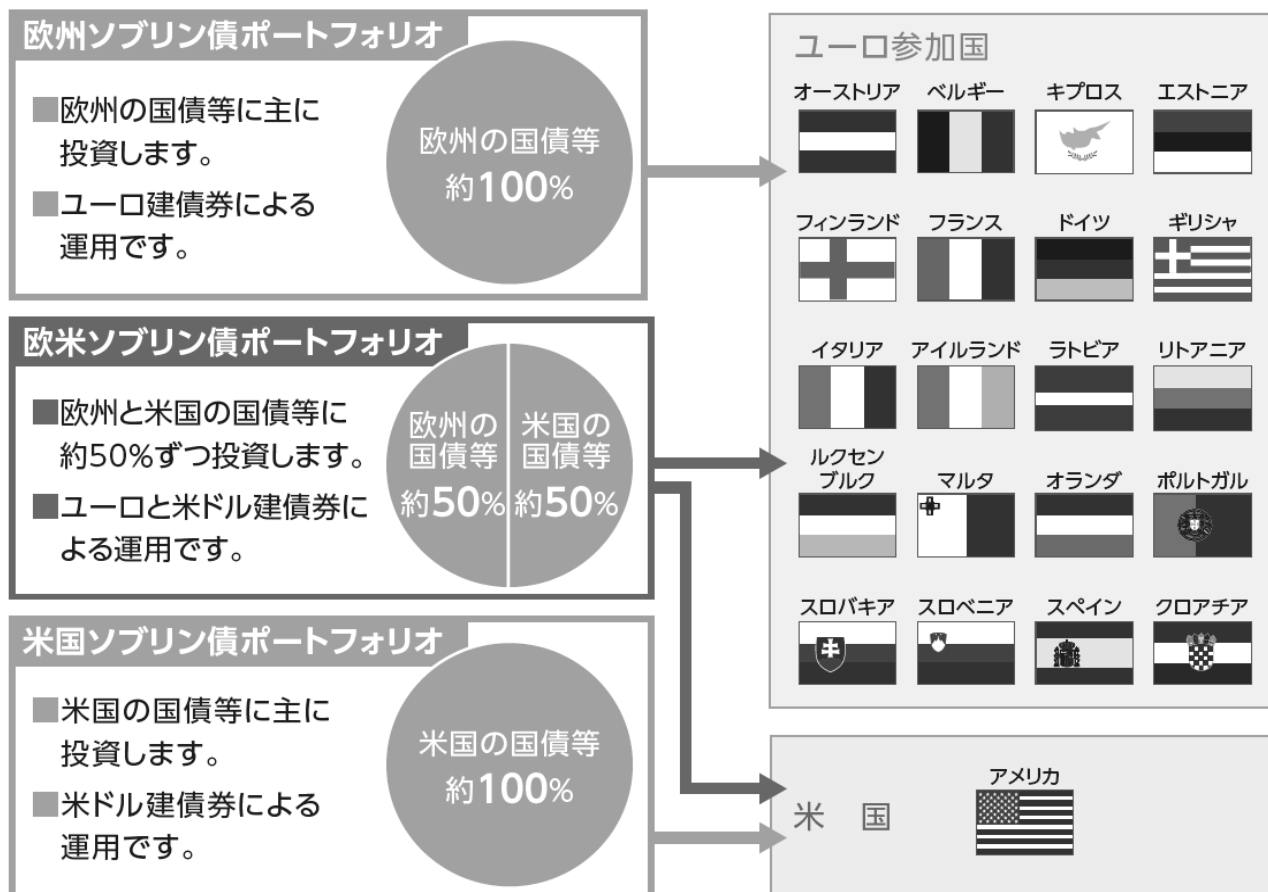 欧州ソブリン債ポートフォリオ
■欧州の国債等に主に
投資します。
■ユーロ建債券による
運用です。
欧州の国債等
約100%
欧米ソブリン債ポートフォリオ
■欧州と米国の国債等に
約50%ずつ投資します。
■ユーロと米ドル建債券に
よる運用です。
欧州の
国債等
約50%
米国の
国債等
約50%
米国ソブリン債ポートフォリオ
■米国の国債等に主に
投資します。
■米ドル建債券による
運用です。
米国の国債等
約100%
ユーロ参加国
オーストリア ベルギー キプロス エストニア
フィンランド フランス ドイツ ギリシャ
イタリア アイルランド ラトビア リトアニア
ルクセン
ブルク マルタ オランダ ポルトガル
スロバキア スロベニア スペイン クロアチア
米 国
アメリカ